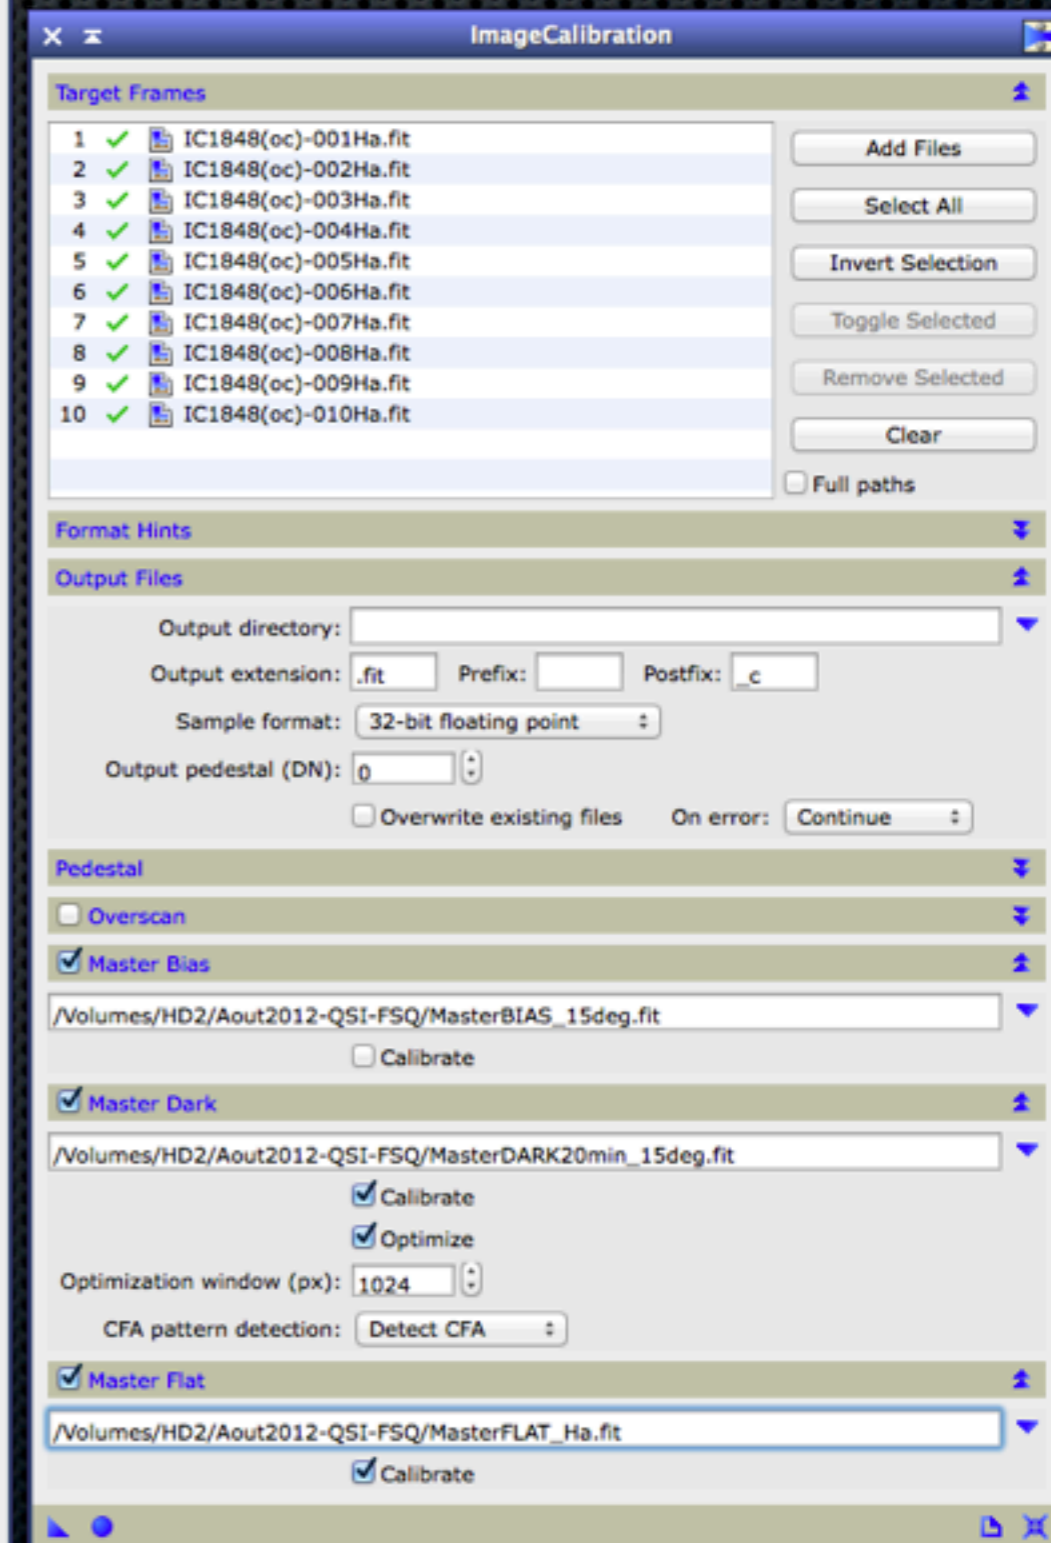 ImageCalibration
Target Frames
1 IC1848(oc)-001Ha.fit
2 IC1848(oc)-002Ha.fit
3 IC1848(oc)-003Ha.fit
4 IC1848(oc)-004Ha.fit
5 IC1848(oc)-005Ha.fit
6 IC1848(oc)-006Ha.fit
7 IC1848(oc)-007Ha.fit
8 IC1848(oc)-008Ha.fit
9 IC1848(oc)-009Ha.fit
10 IC1848(oc)-010Ha.fit
Add Files
Select All
Invert Selection
Toggle Selected
Remove Selected
Clear
Full paths
Format Hints
Output Files
Output directory:
Output extension: .fit Prefix: Postfix: _c
Sample format: 32-bit floating point
Output pedestal (DN): 0
Overwrite existing files On error: Continue
Pedestal
Overscan
Master Bias
/Volumes/HD2/Aout2012-QSI-FSQ/MasterBIAS_15deg.fit
Calibrate
Master Dark
/Volumes/HD2/Aout2012-QSI-FSQ/MasterDARK20min_15deg.fit
Calibrate
Optimize
Optimization window (px): 1024
CFA pattern detection: Detect CFA
Master Flat
/Volumes/HD2/Aout2012-QSI-FSQ/MasterFLAT_Ha.fit
Calibrate